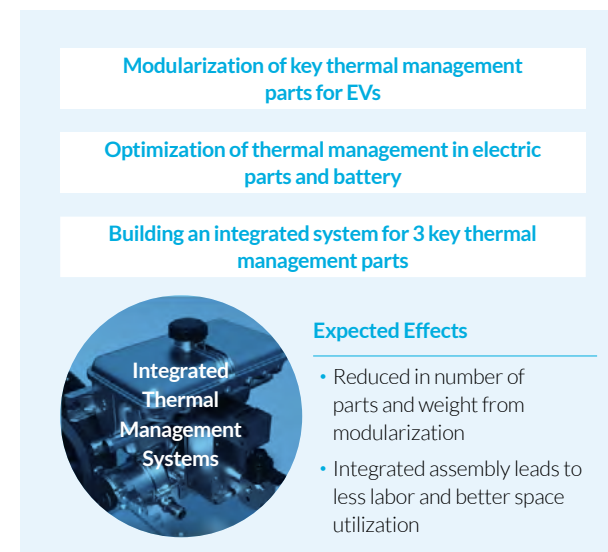 Modularization of key thermal management
parts for EVs
Optimization of thermal management in electric
parts and battery
Building an integrated system for 3 key thermal
management parts
Integrated
Thermal
Management
Systems
Expected Effects
• Reduced in number of
parts and weight from
modularization
• Integrated assembly leads to
less labor and better space
utilization